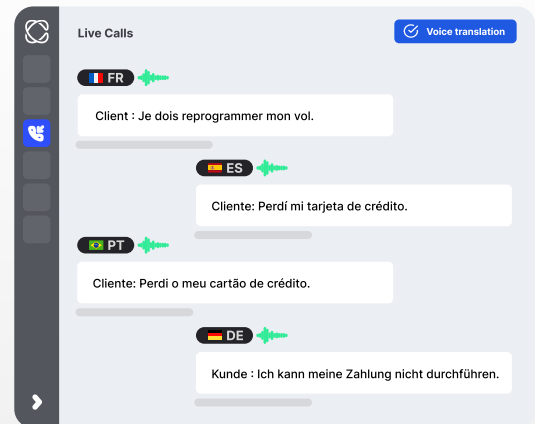 Live Calls
Voice translation
FR
Client : Je dois reprogrammer mon vol.
ES
Cliente: Perdí mi tarjeta de crédito.
PT
Cliente: Perdi o meu cartão de crédito.
DE
Kunde : Ich kann meine Zahlung nicht durchführen.